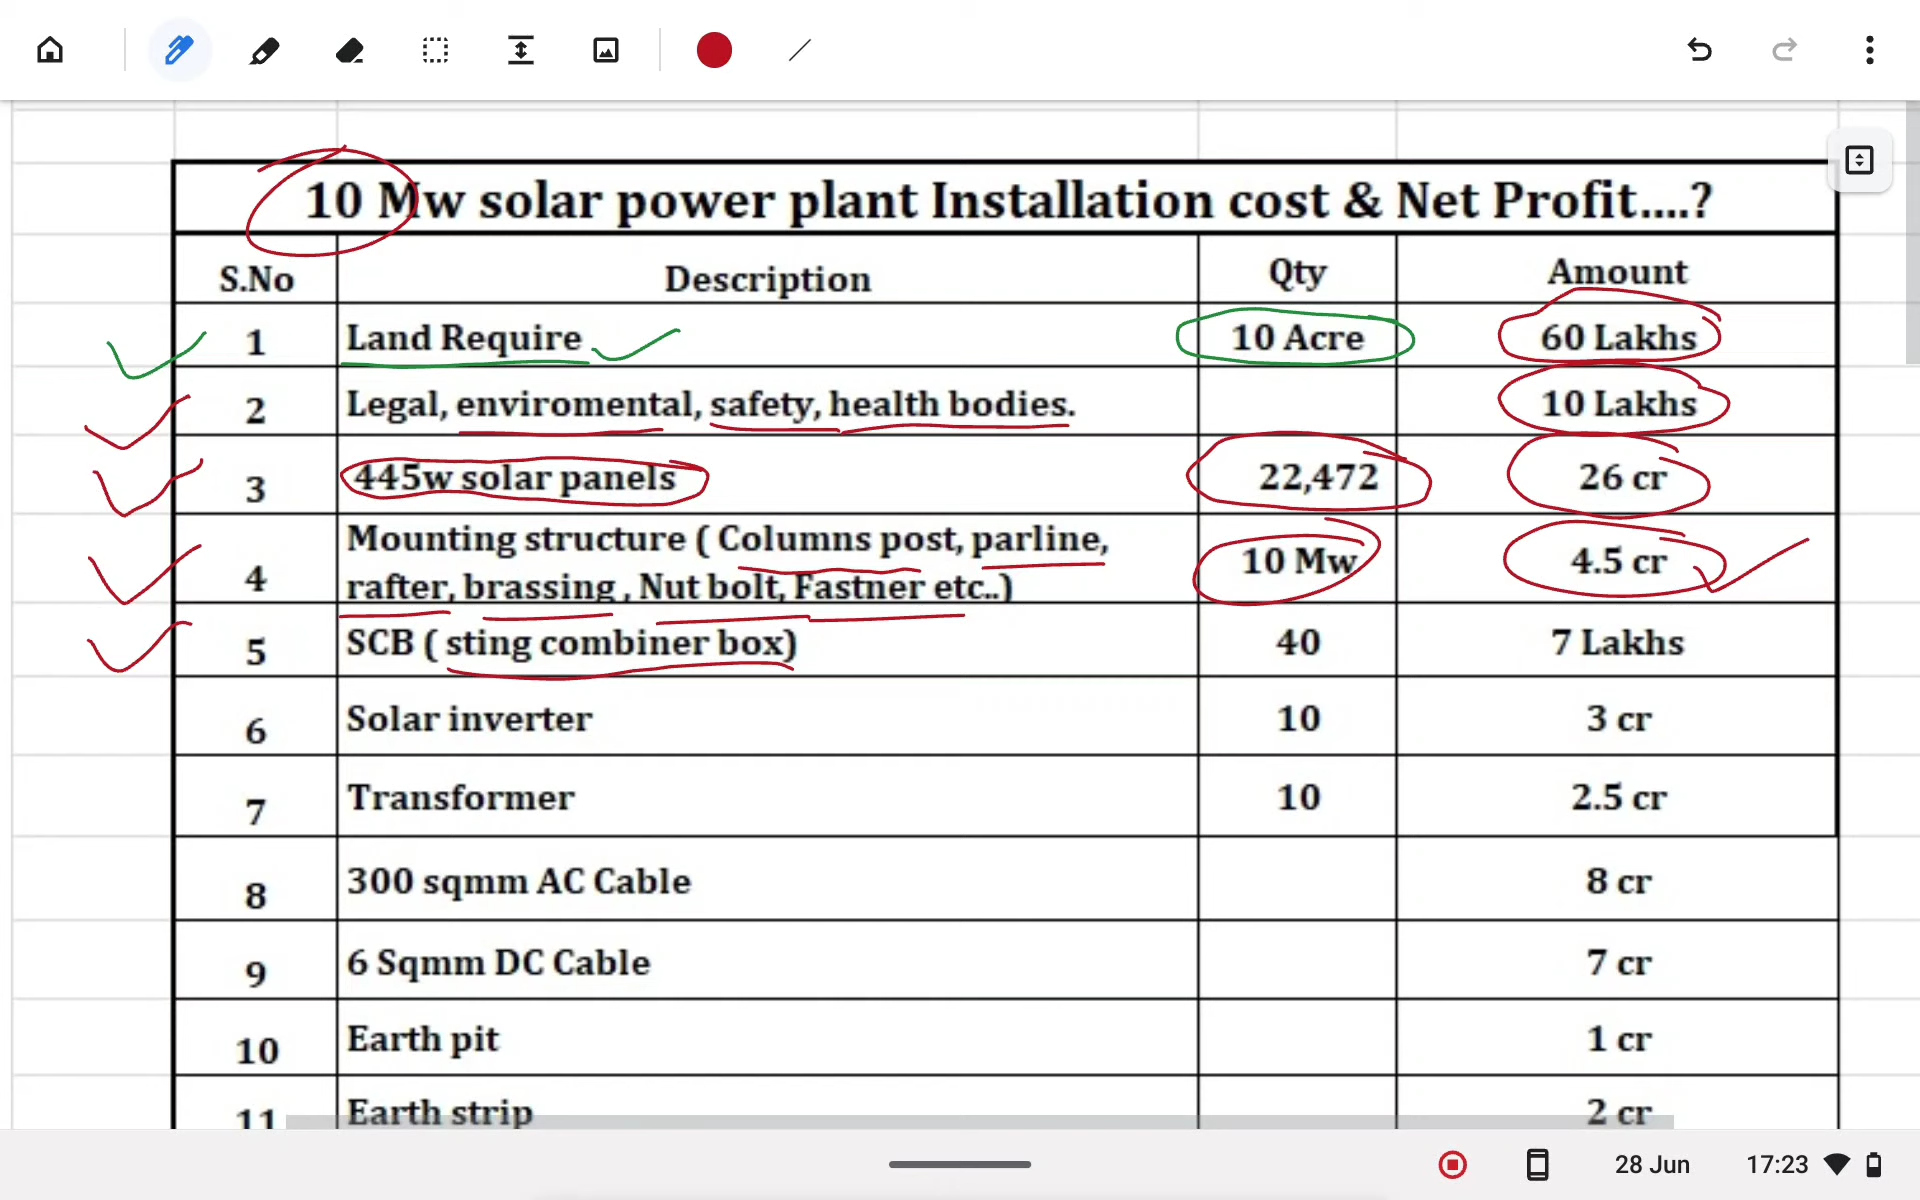 10 Mw solar power plant Installation cost & Net Profit....?
S.No Description Qty Amount
1 Land Require 10 Acre 60 Lakhs
2 Legal, enviromental, safety, health bodies. 10 Lakhs
3 445w solar panels 22,472 26 cr
4 Mounting structure ( Columns post, parline, 10 Mw 4.5 cr
rafter, brassing , Nut bolt, Fastner etc..)
5 SCB ( sting combiner box) 40 7 Lakhs
6 Solar inverter 10 3 cr
7 Transformer 10 2.5 cr
8 300 sqmm AC Cable 8 cr
9 6 Sqmm DC Cable 7 cr
10 Earth pit 1 cr
11 Earth strip 2 cr
28 Jun 17:23